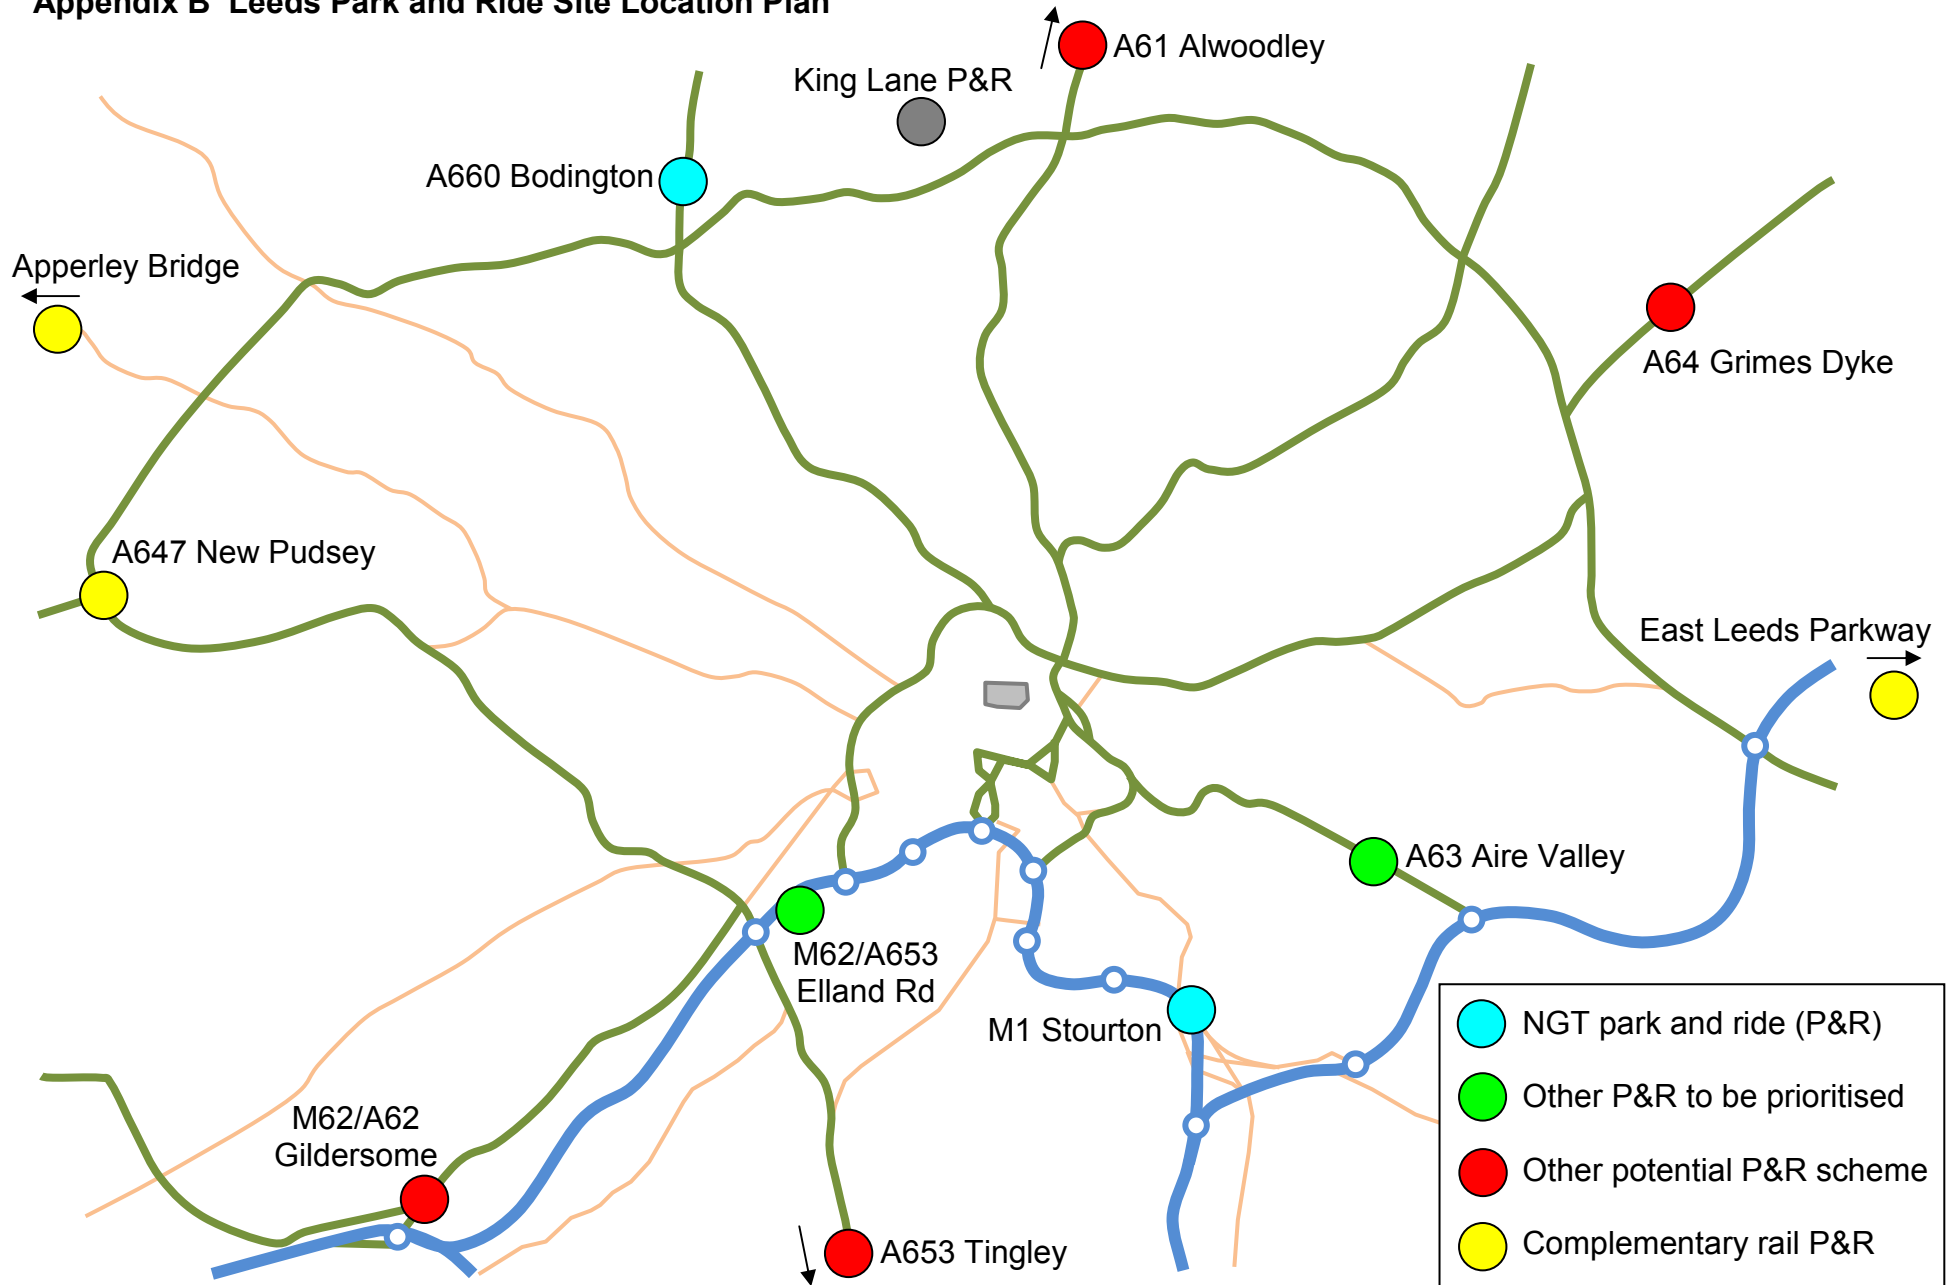 Appendix B Leeds Park and Ride Site Location Plan
A61 Alwoodley
King Lane P&R
A660 Bodington
Apperley Bridge
A64 Grimes Dyke
A647 New Pudsey
East Leeds Parkway
A63 Aire Valley
M62/A653
Elland Rd
M1 Stourton
M62/A62
Gildersome
A653 Tingley
NGT park and ride (P&R)
Other P&R to be prioritised
Other potential P&R scheme
Complementary rail P&R